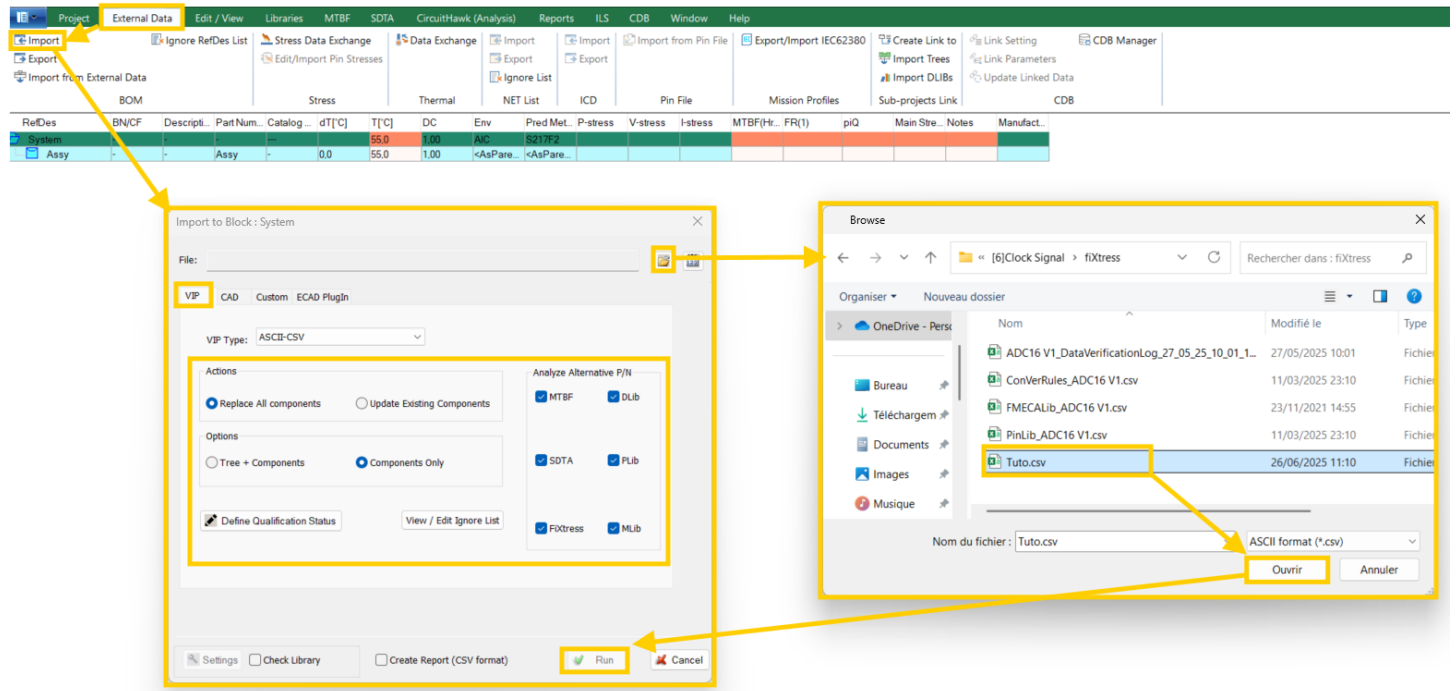 Project External Data Edit / View Libraries MTBF SDTA CircuitHawk (Analysis) Reports ILS CDB Window Help
Import Ignore RefDes List Stress Data Exchange Data Exchange Import Import Import from Pin File Export/Import IEC62380 Create Link to Link Setting CDB Manager
Export Edit/Import Pin Stresses Export Export Import Trees Link Parameters
Import from External Data Ignore List Import DLIBs Update Linked Data
BOM Stress Thermal NET List ICD Pin File Mission Profiles Sub-projects Link CDB
RefDes BN/CF Descripti... Part Num... Catalog ... dT['C] T['C] DC Env Pred Met... P-stress V-stress I-stress MTBF(Hr... FR(1) piQ Main Stre... Notes Manufact...
System - - - --- 55,0 1,00 AIC S217F2
Assy - - Assy - 0,0 55,0 1,00 <AsPare... <AsPare...
Import to Block : System
File:
VIP CAD Custom ECAD PlugIn
VIP Type: ASCII-CSV
Actions
Replace All components Update Existing Components
Options
Tree + Components Components Only
Define Qualification Status View / Edit Ignore List
Analyze Alternative P/N
MTBF DLib
SDTA PLib
FiXtress MLib
Settings Check Library Create Report (CSV format) Run Cancel
Browse
« [6]Clock Signal > fiXtress Rechercher dans : fiXtress
Organiser Nouveau dossier
OneDrive - Perso
Bureau
Téléchargem
Documents
Images
Musique
Nom Modifié le Type
ADC16 V1_DataVerificationLog_27_05_25_10_01_1... 27/05/2025 10:01 Fichier
ConVerRules_ADC16 V1.csv 11/03/2025 23:10 Fichier
FMECALib_ADC16 V1.csv 23/11/2021 14:55 Fichier
PinLib_ADC16 V1.csv 11/03/2025 23:10 Fichier
Tuto.csv 26/06/2025 11:10 Fichier
Nom du fichier : Tuto.csv ASCII format (*.csv)
Ouvrir Annuler